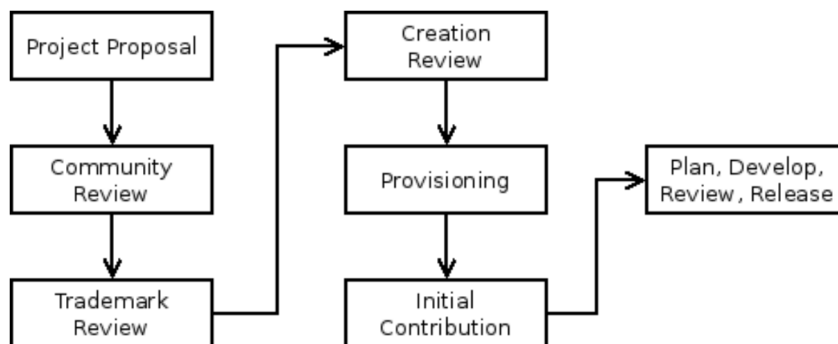 Project Proposal
Community
Review
Trademark
Review
Creation
Review
Provisioning
Initial
Contribution
Plan, Develop,
Review, Release